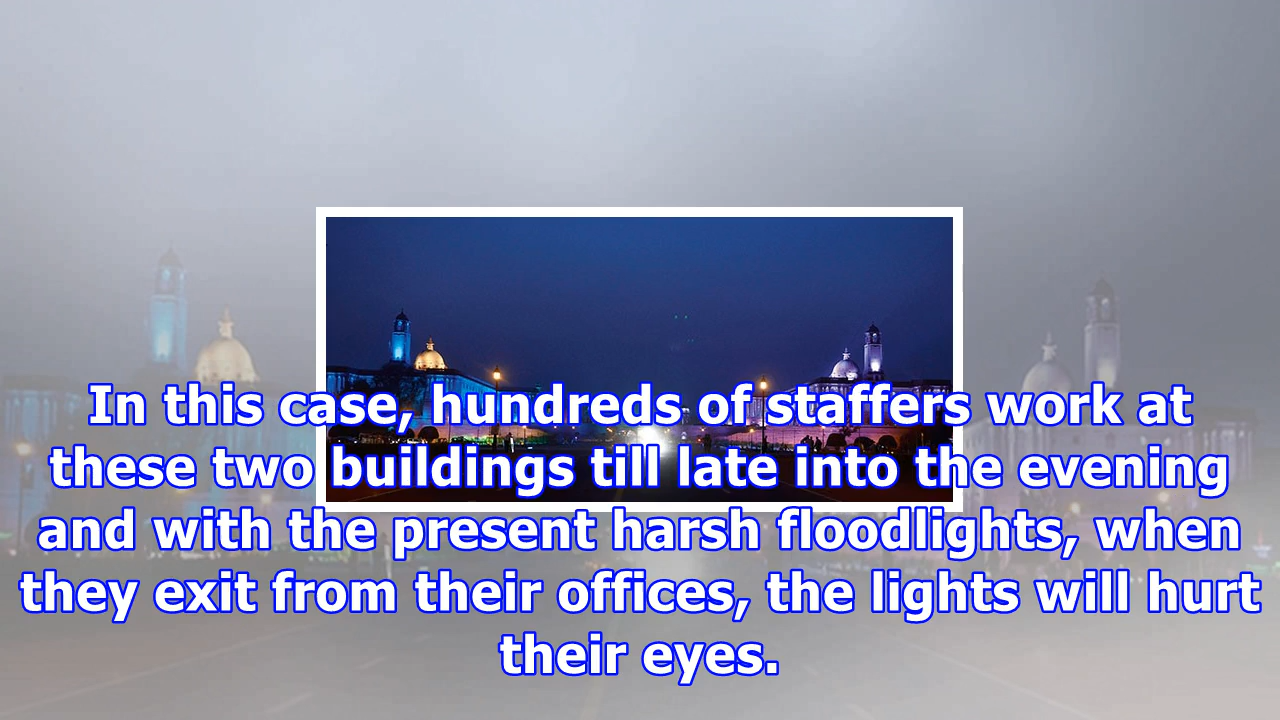 In this case, hundreds of staffers work at
these two buildings till late into the evening
and with the present harsh floodlights, when
they exit from their offices, the lights will hurt
their eyes.